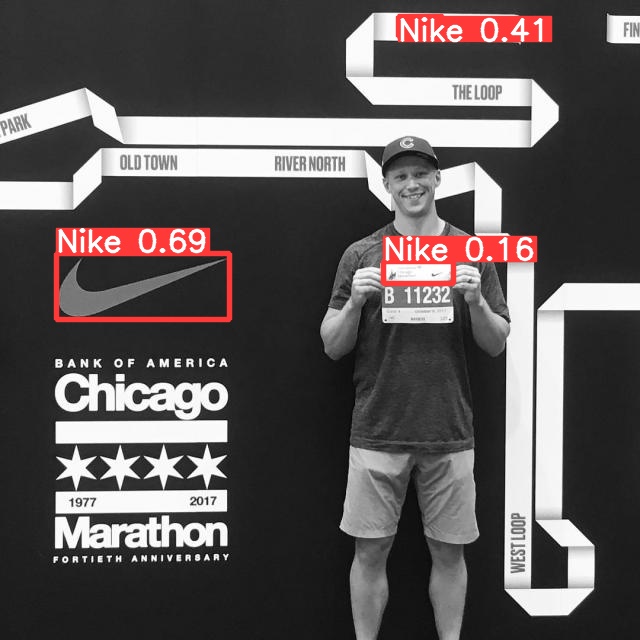 Nike 0.41
FIN
THE LOOP
PARK
OLD TOWN
RIVER NORTH
Nike 0.69
Nike 0.16
C
B 11232
BANK OF AMERICA
Chicago
1977 2017
Marathon
FORTIETH ANNIVERSARY
WEST LOOP